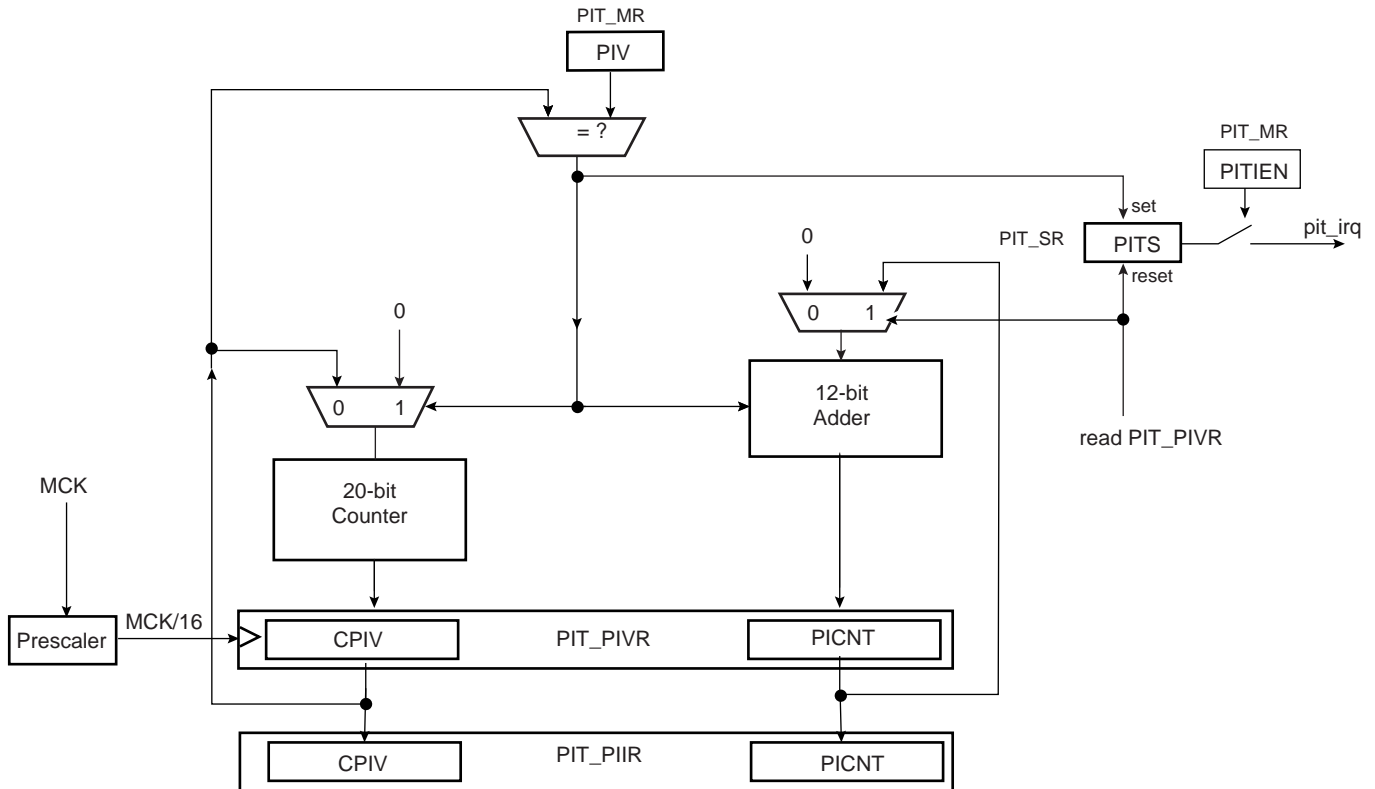 PIT_MR
PIV
= ?
PIT_MR
PITIEN
set
0
PIT_SR
PITS
pit_irq
reset
0 1
0
12-bit
Adder
0 1
read PIT_PIVR
MCK
20-bit
Counter
MCK/16
Prescaler
CPIV
PIT_PIVR
PICNT
CPIV
PIT_PIIR
PICNT